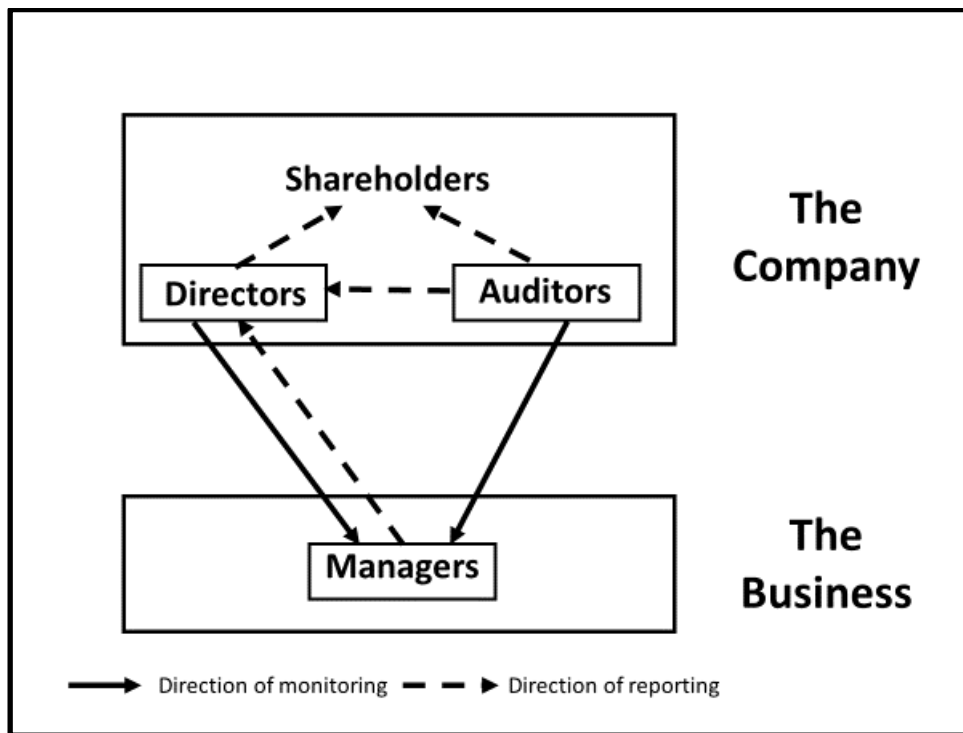 Shareholders
Directors
Auditors
The
Company
Managers
The
Business
Direction of monitoring
Direction of reporting